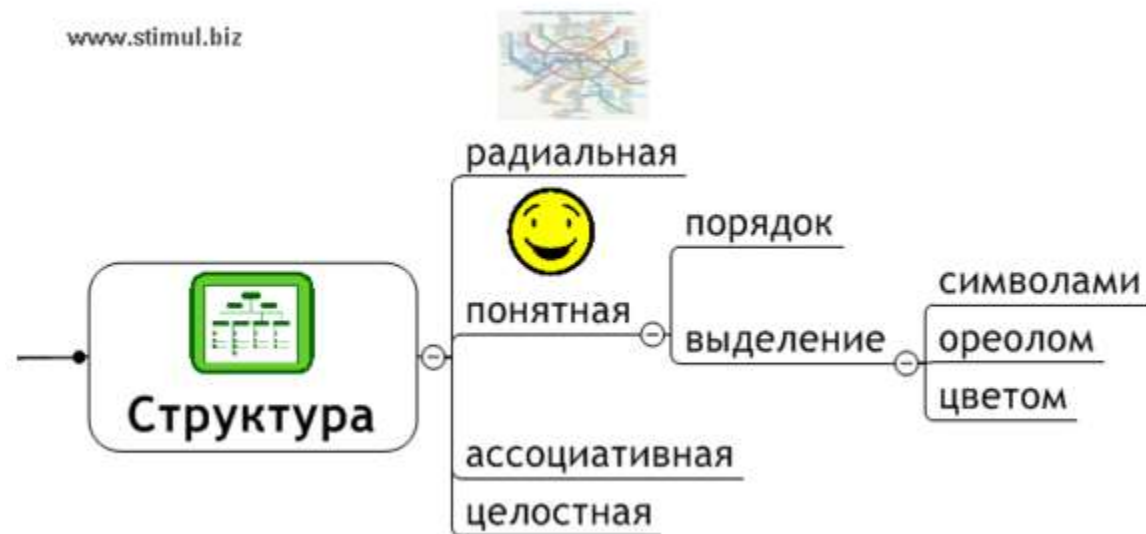 www.stimul.biz
радиальная
порядок
символами
понятная
выделение
ореолом
цветом
Структура
ассоциативная
целостная